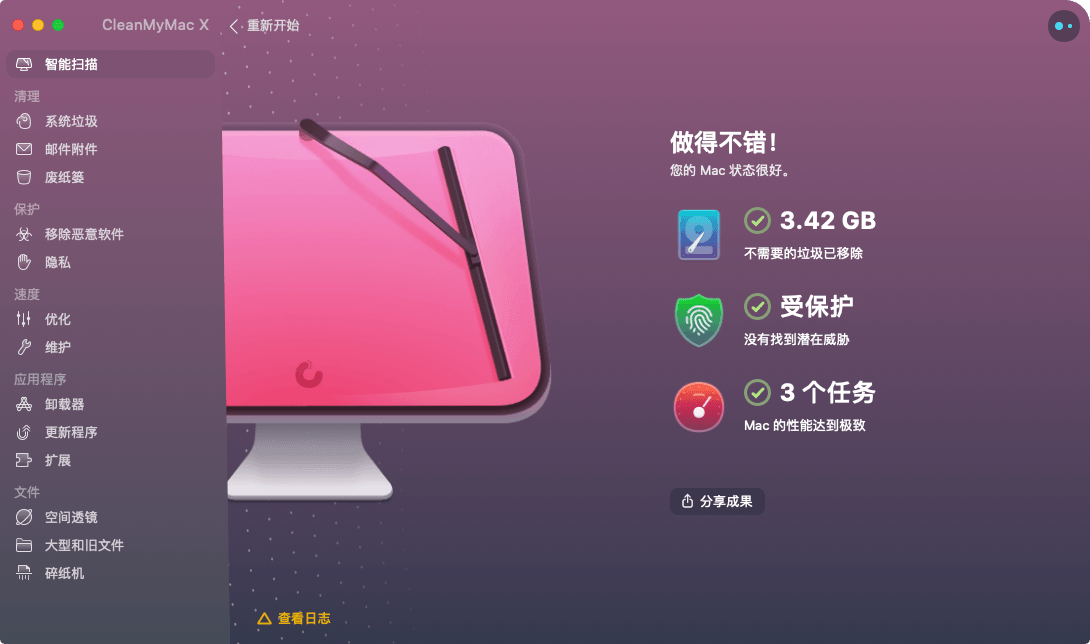 CleanMyMac X
重新开始
智能扫描
清理
系统垃圾
邮件附件
废纸篓
保护
移除恶意软件
隐私
速度
优化
维护
应用程序
卸载器
更新程序
扩展
文件
空间透镜
大型和旧文件
碎纸机
做得不错！
您的 Mac 状态很好。
3.42 GB
不需要的垃圾已移除
受保护
没有找到潜在威胁
3 个任务
Mac 的性能达到极致
分享成果
查看日志